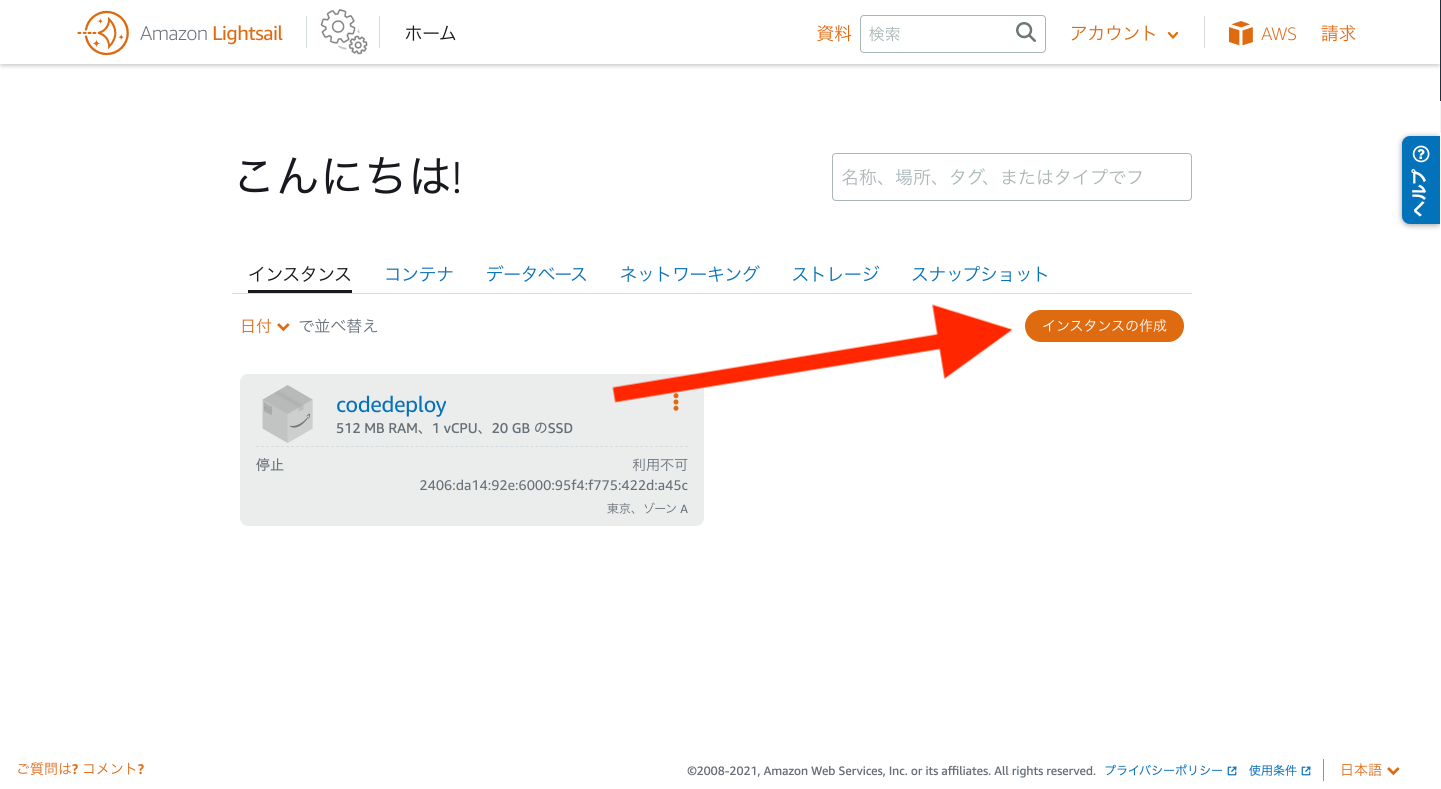 Amazon Lightsail
ホーム
資料
検索
アカウント
AWS
請求
ヘルプ
こんにちは!
名称、場所、タグ、またはタイプでフ
インスタンス
コンテナ
データベース
ネットワーキング
ストレージ
スナップショット
日付 で並べ替え
インスタンスの作成
codedeploy
512 MB RAM、1 vCPU、20 GB のSSD
停止
利用不可
2406:da14:92e:6000:95f4:f775:422d:a45c
東京、ゾーン A
ご質問は? コメント?
©2008-2021, Amazon Web Services, Inc. or its affiliates. All rights reserved.
プライバシーポリシー
使用条件
日本語